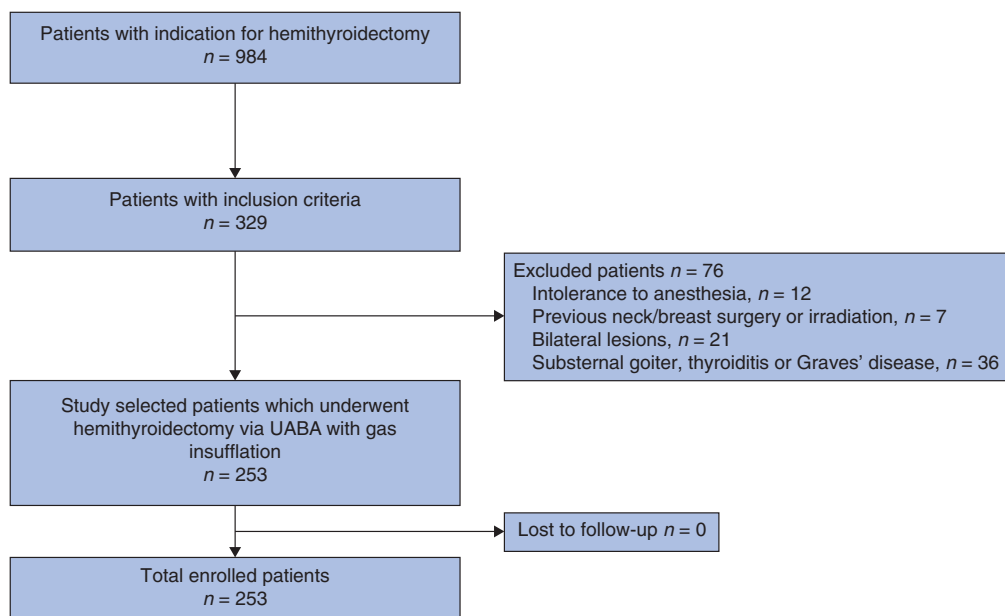 Patients with indication for hemithyroidectomy
n = 984
Patients with inclusion criteria
n = 329
Excluded patients n = 76
Intolerance to anesthesia, n = 12
Previous neck/breast surgery or irradiation, n = 7
Bilateral lesions, n = 21
Substernal goiter, thyroiditis or Graves’ disease, n = 36
Study selected patients which underwent
hemithyroidectomy via UABA with gas
insufflation
n = 253
Lost to follow-up n = 0
Total enrolled patients
n = 253